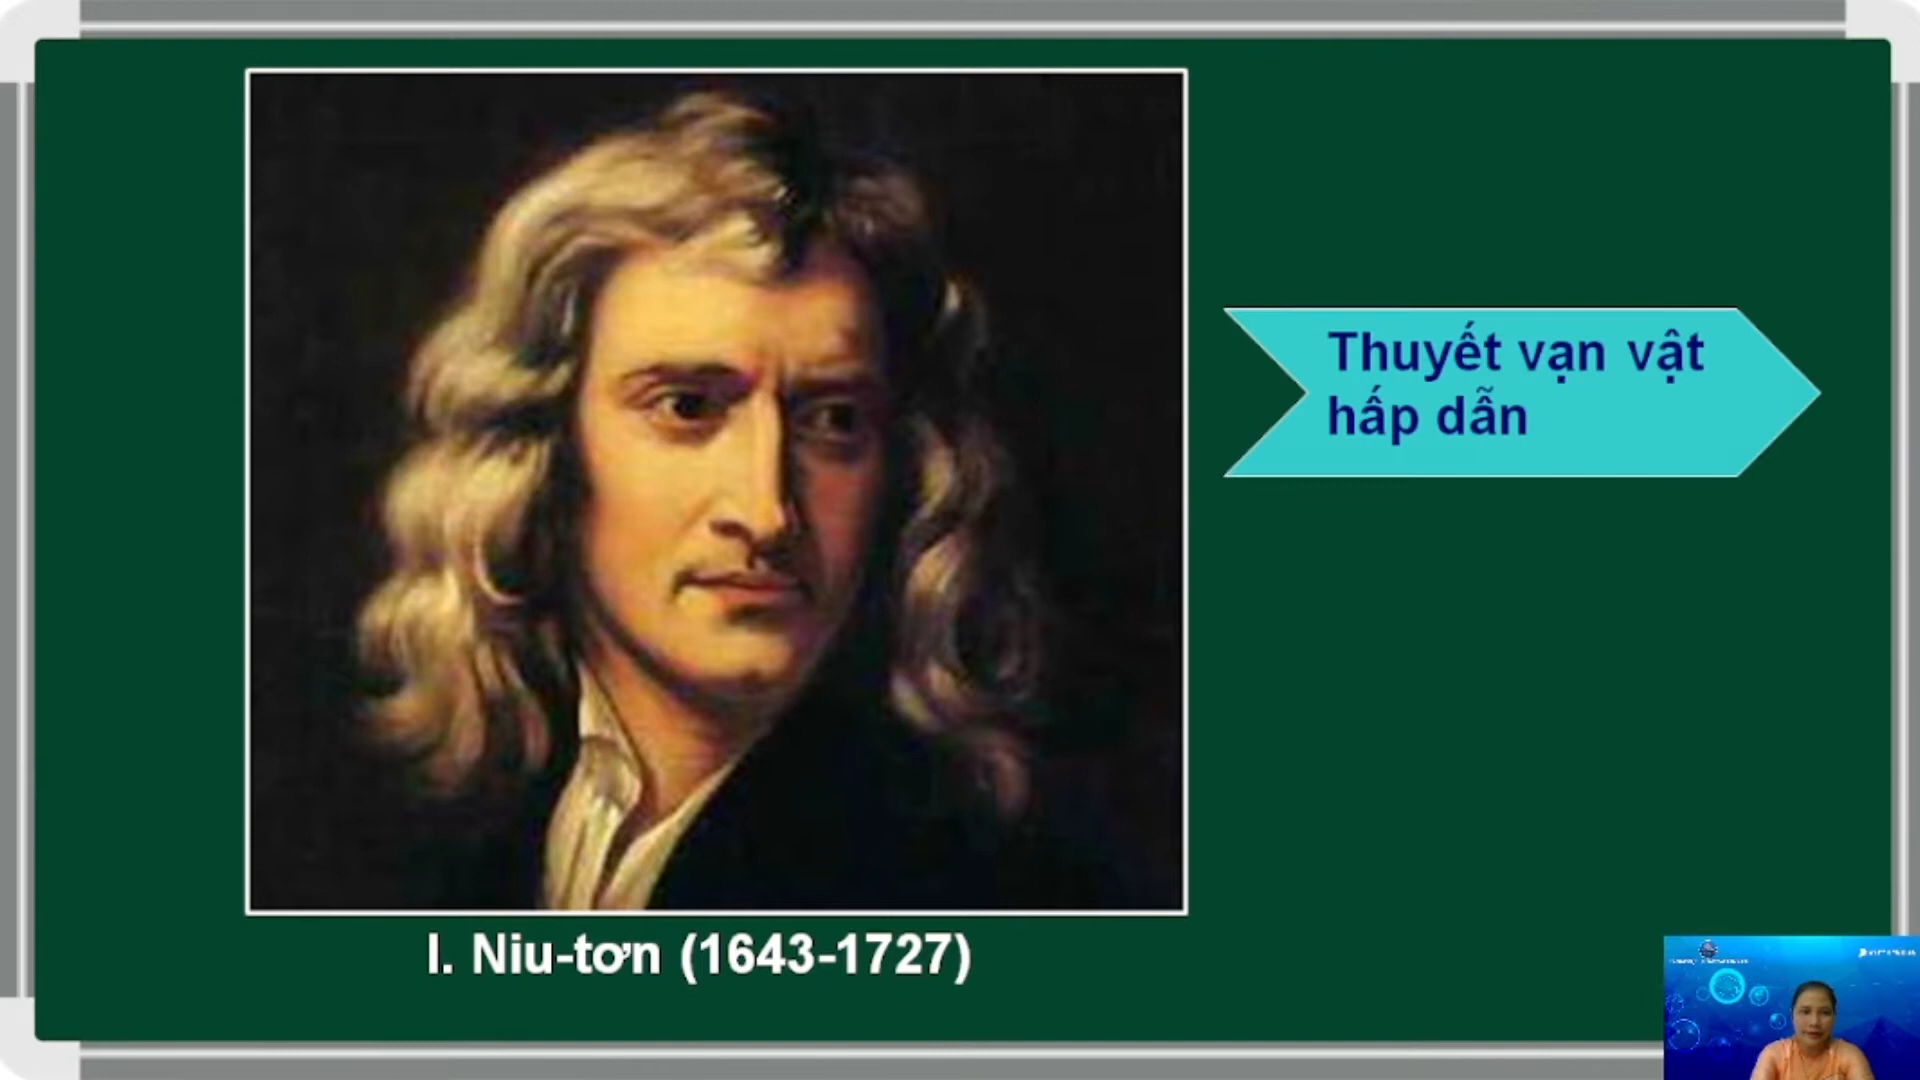 Thuyết vạn vật
hấp dẫn
I. Niu-tơn (1643-1727)